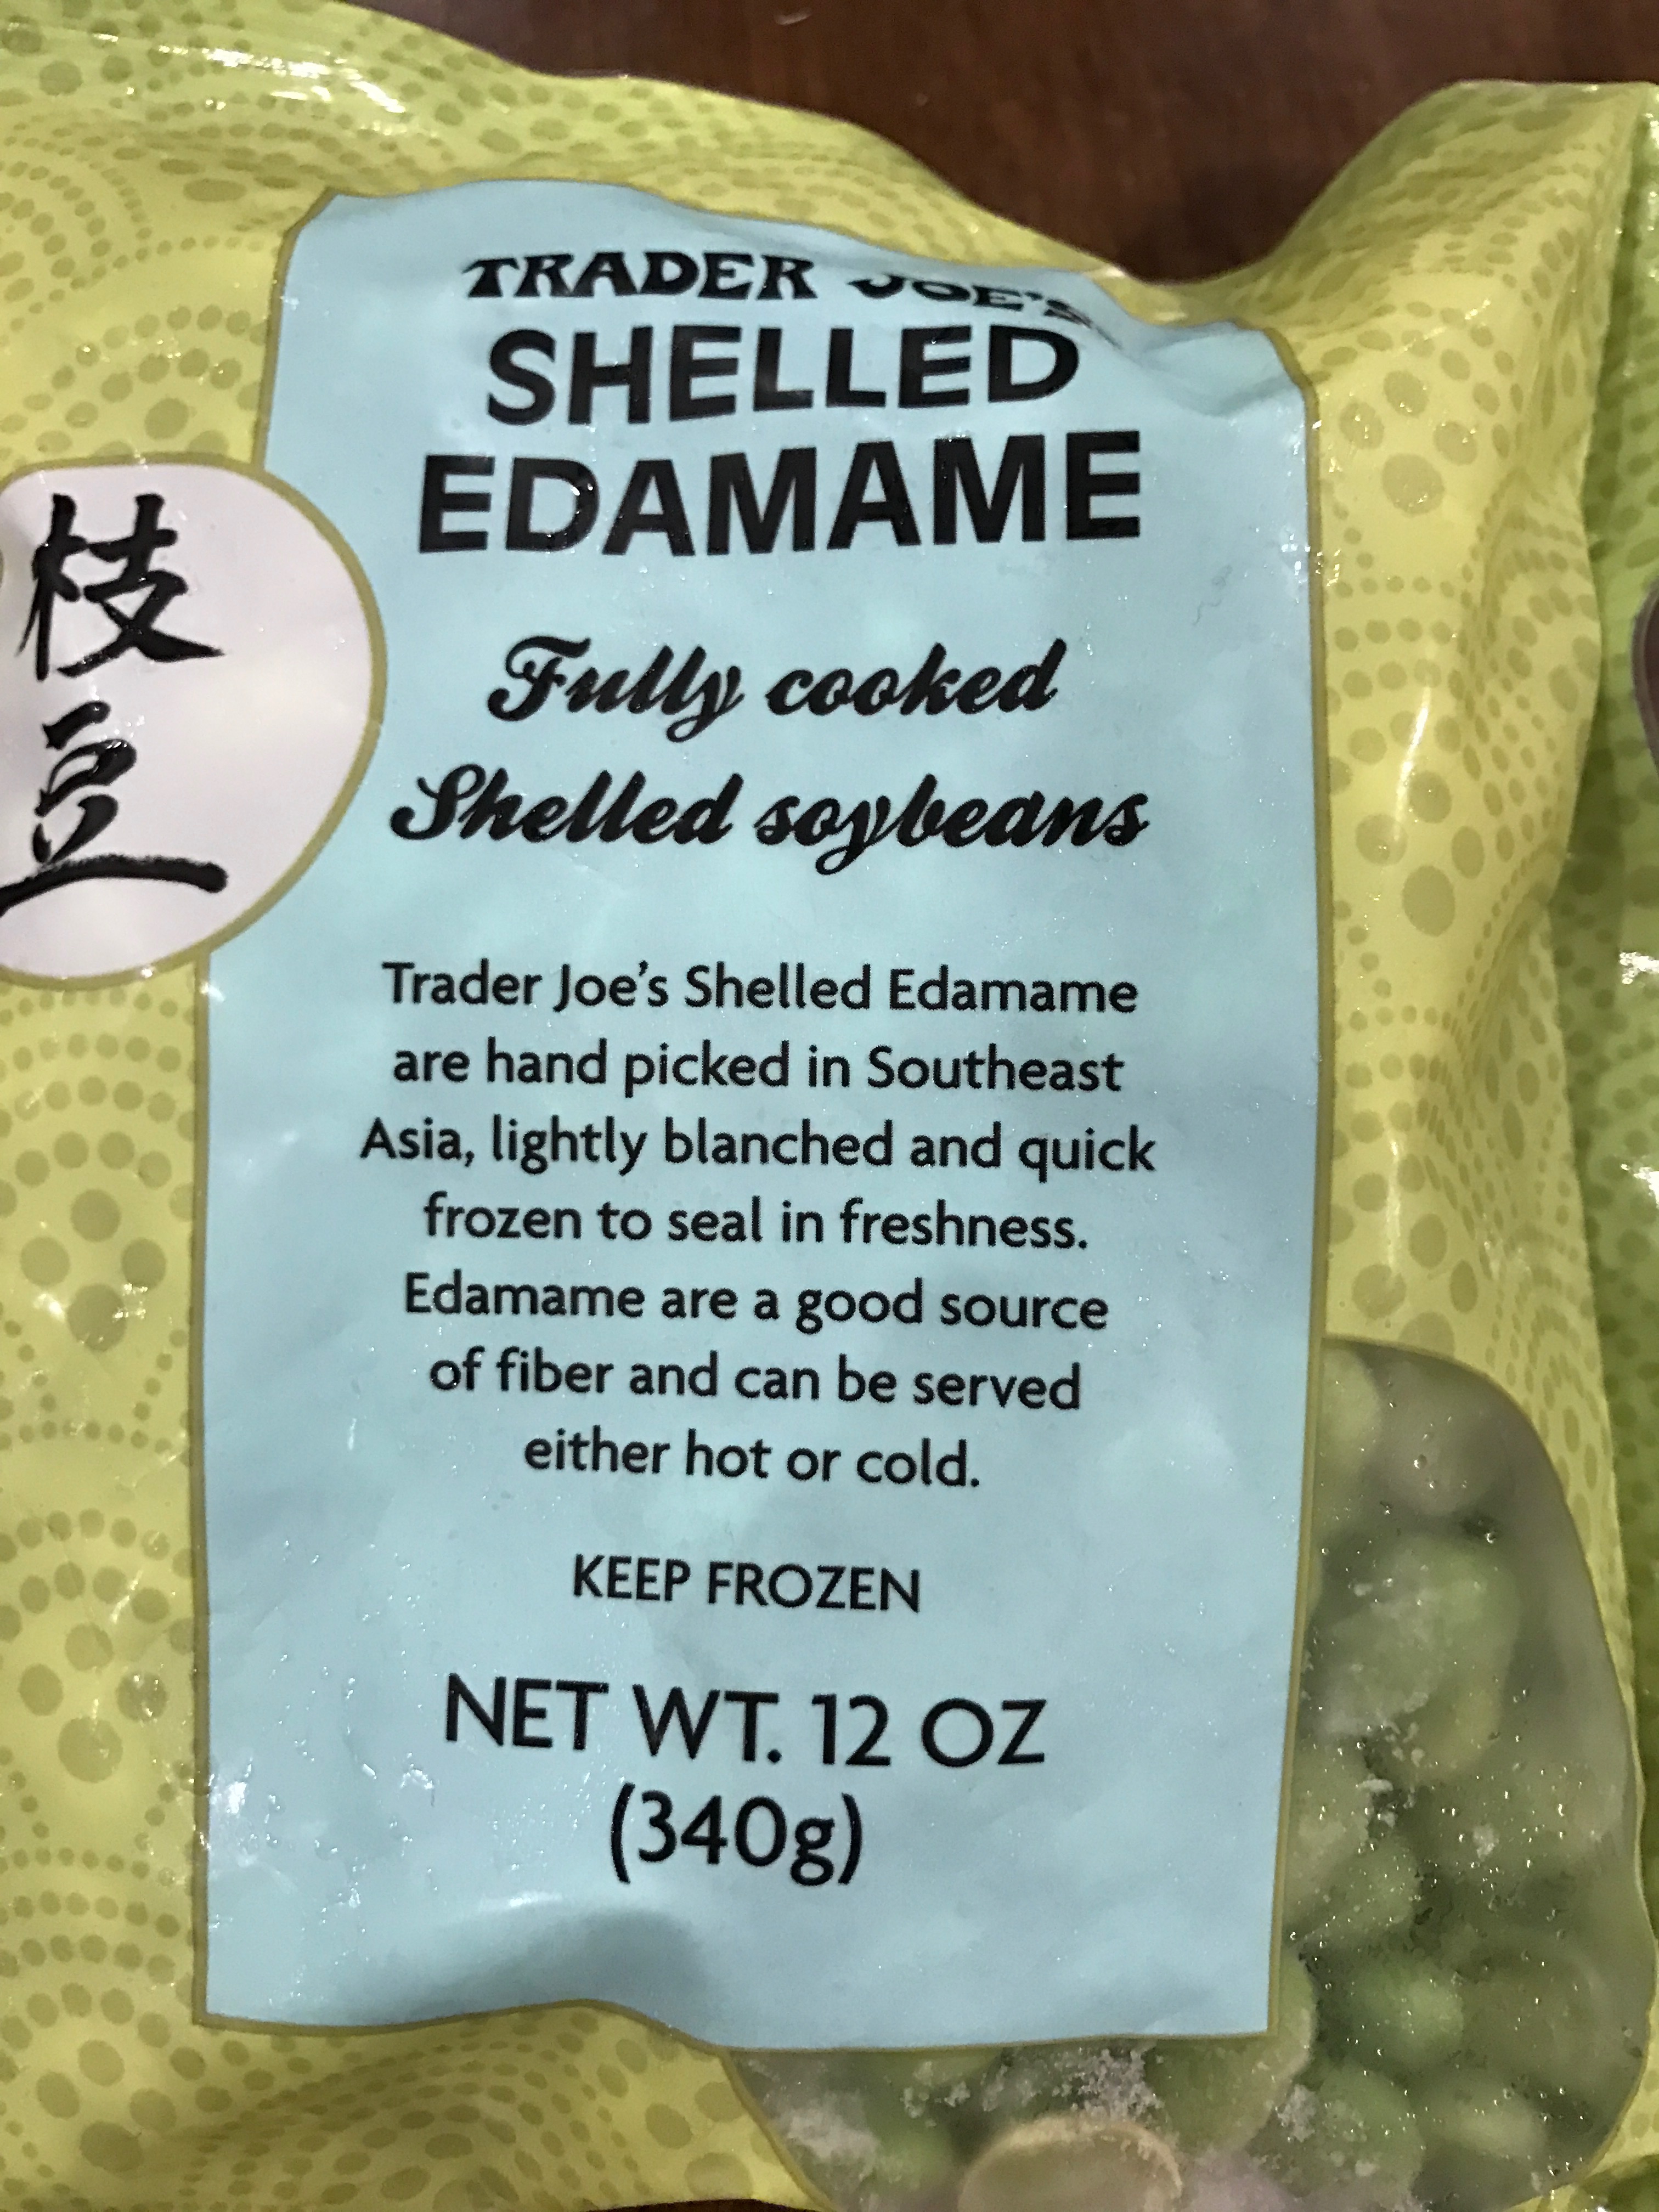 TRADER JOE'S
SHELLED
EDAMAME
枝
豆
Fully cooked
Shelled soybeans
Trader Joe's Shelled Edamame
are hand picked in Southeast
Asia, lightly blanched and quick
frozen to seal in freshness.
Edamame are a good source
of fiber and can be served
either hot or cold.
KEEP FROZEN
NET WT. 12 OZ
(340g)